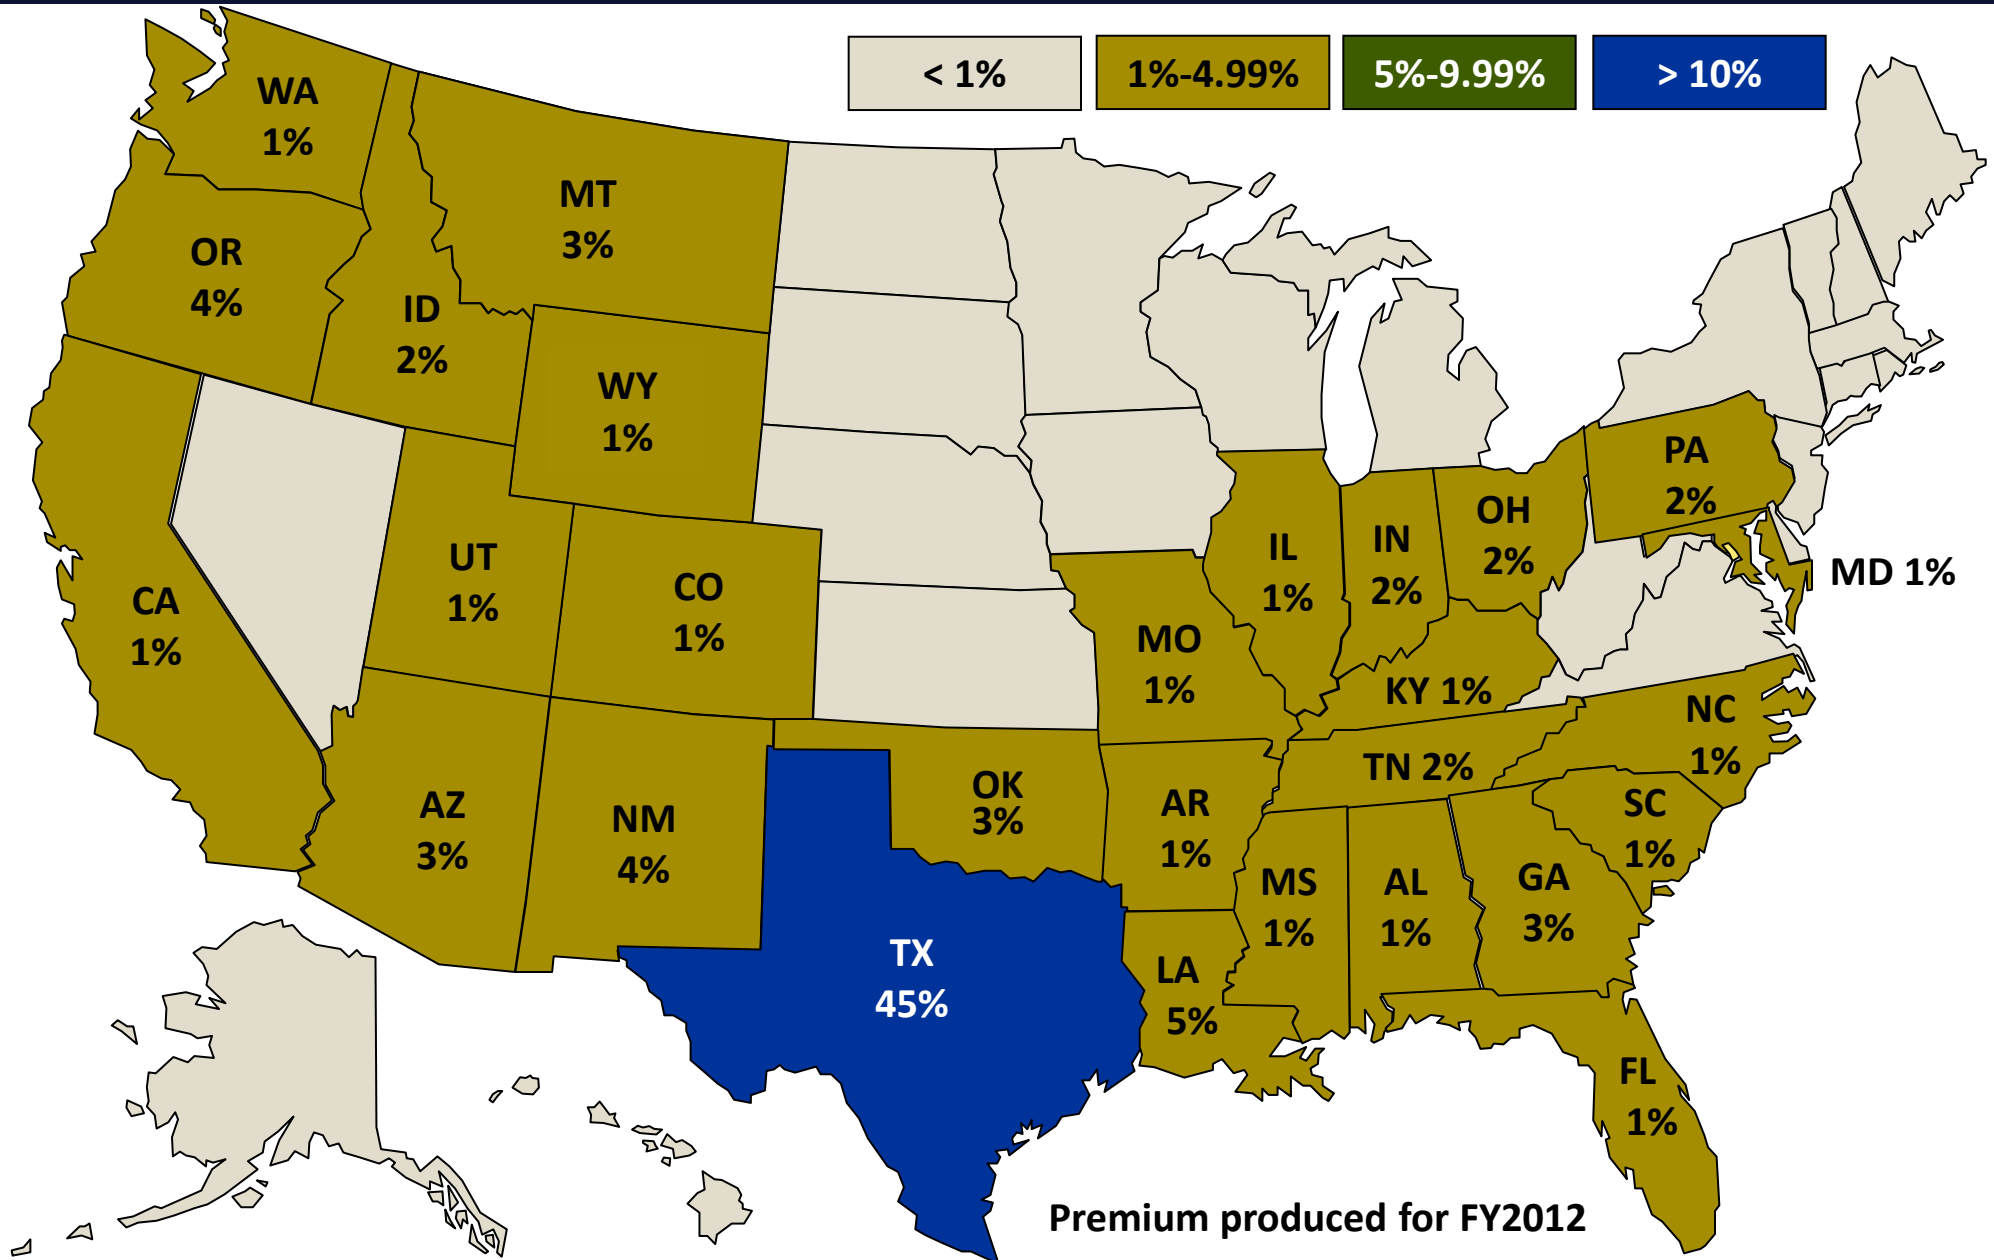 < 1%
1%-4.99%
5%-9.99%
> 10%
WA
1%
MT
3%
OR
4%
ID
2%
WY
1%
PA
2%
OH
2%
IN
2%
IL
1%
UT
1%
CO
1%
MD 1%
CA
1%
MO
1%
KY 1%
NC
1%
TN 2%
OK
3%
AR
1%
SC
1%
AZ
3%
NM
4%
MS
1%
AL
1%
GA
3%
TX
45%
LA
5%
FL
1%
Premium produced for FY2012